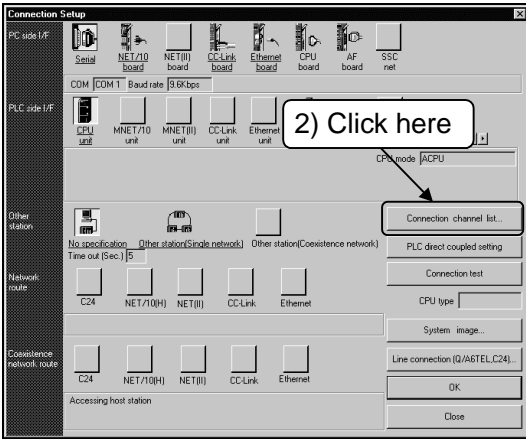 Connection Setup
PC side I/F
Serial
NET/10 board
NET(II) board
CC-Link board
Ethernet board
CPU board
AF board
SSC net
COM COM 1 Baud rate 9.6Kbps
PLC side I/F
CPU unit
MNET/10 unit
MNET(II) unit
CC-Link unit
Ethernet
2) Click here
CPU mode ACPU
Other station
No specification
Other station(Single network)
Other station(Coexistence network)
Time out (Sec.) 5
Connection channel list...
PLC direct coupled setting
Connection test
Network route
C24
NET/10(H)
NET(II)
CC-Link
Ethernet
CPU type
System image...
Coexistence network route
C24
NET/10(H)
NET(II)
CC-Link
Ethernet
Line connection (Q/A6TEL,C24)...
OK
Accessing host station
Close